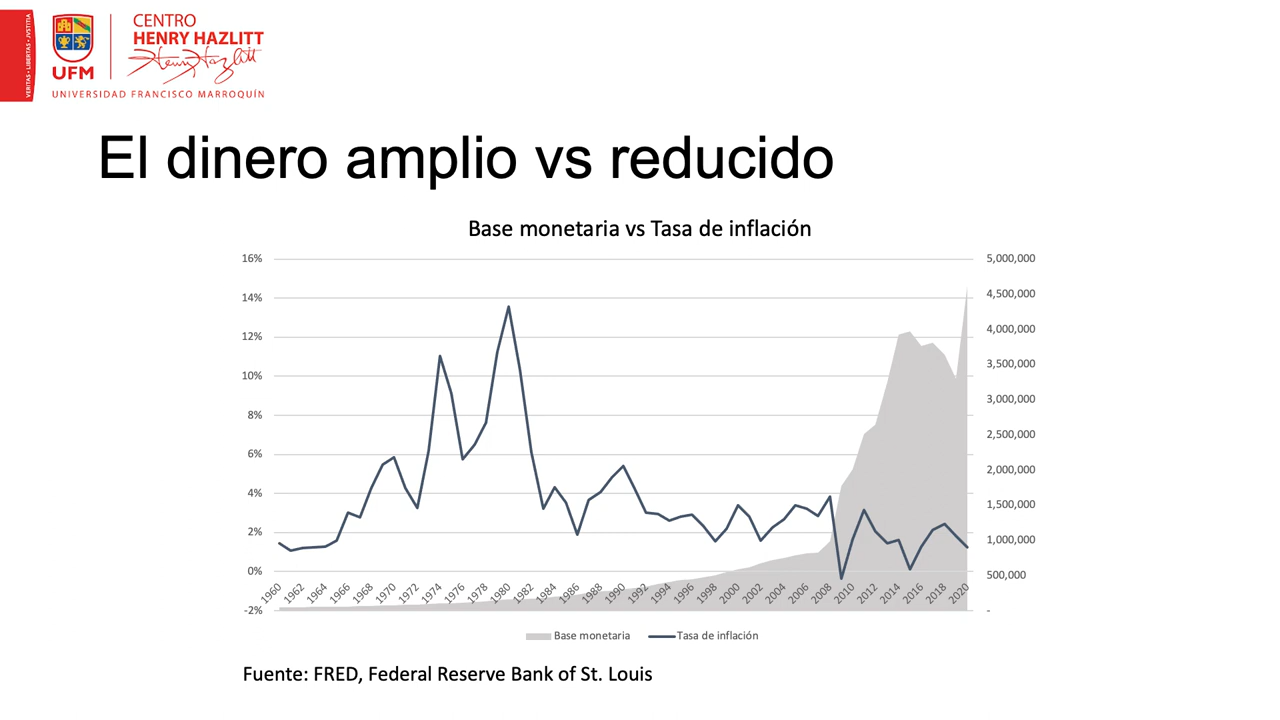 VERITAS • LIBERTAS • JVSTITIA
UFM
CENTRO
HENRY HAZLITT
Henry Hazlitt
UNIVERSIDAD FRANCISCO MARROQUÍN
El dinero amplio vs reducido
Base monetaria vs Tasa de inflación
16%
14%
12%
10%
8%
6%
4%
2%
0%
-2%
5,000,000
4,500,000
4,000,000
3,500,000
3,000,000
2,500,000
2,000,000
1,500,000
1,000,000
500,000
-
1960 1962 1964 1966 1968 1970 1972 1974 1976 1978 1980 1982 1984 1986 1988 1990 1992 1994 1996 1998 2000 2002 2004 2006 2008 2010 2012 2014 2016 2018 2020
Base monetaria Tasa de inflación
Fuente: FRED, Federal Reserve Bank of St. Louis